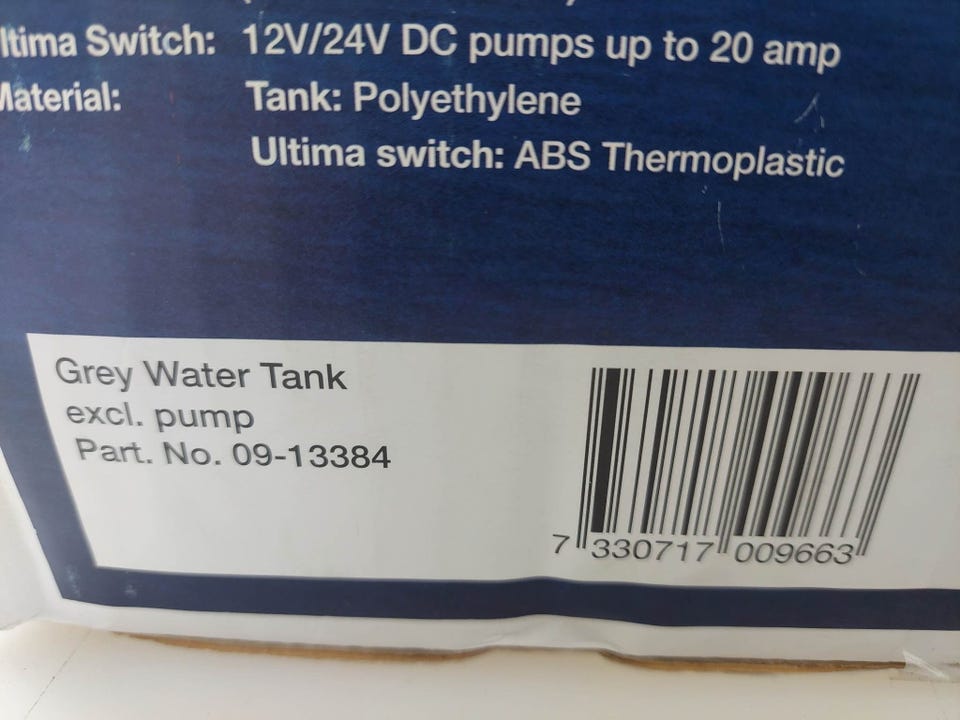 ltima Switch: 12V/24V DC pumps up to 20 amp
Material: Tank: Polyethylene
Ultima switch: ABS Thermoplastic
Grey Water Tank
excl. pump
Part. No. 09-13384
7 330717 009663